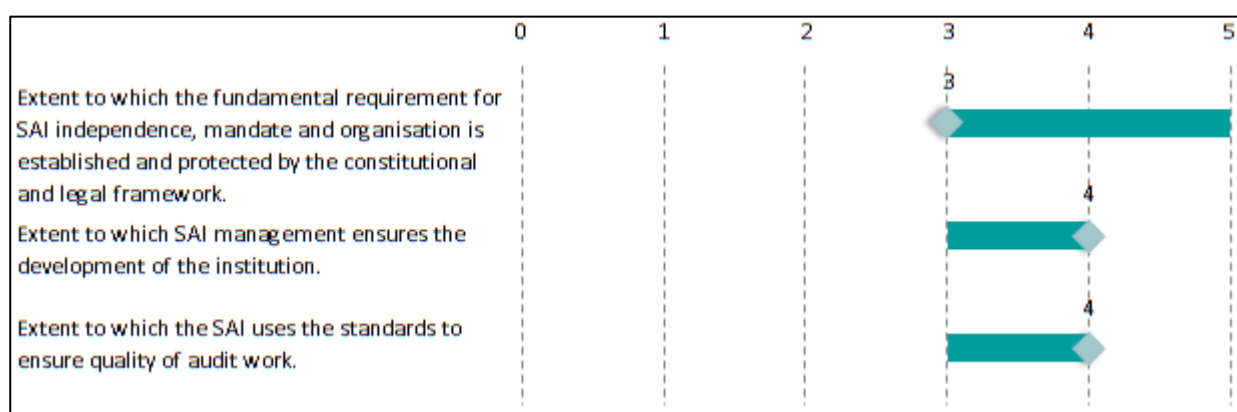 0 1 2 3 4 5
3
Extent to which the fundamental requirement for
SAI independence, mandate and organisation is
established and protected by the constitutional
and legal framework.
4
Extent to which SAI management ensures the
development of the institution.
4
Extent to which the SAI uses the standards to
ensure quality of audit work.